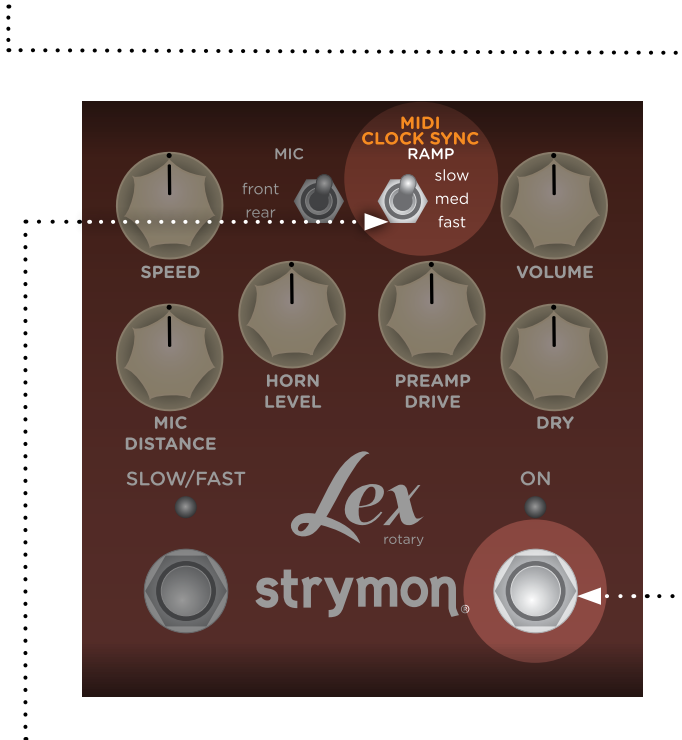 MIDI
CLOCK SYNC
MIC
RAMP
front
rear
slow
med
fast
SPEED
VOLUME
HORN
LEVEL
PREAMP
DRIVE
MIC
DISTANCE
DRY
SLOW/FAST
ON
Lex
rotary
strymon®